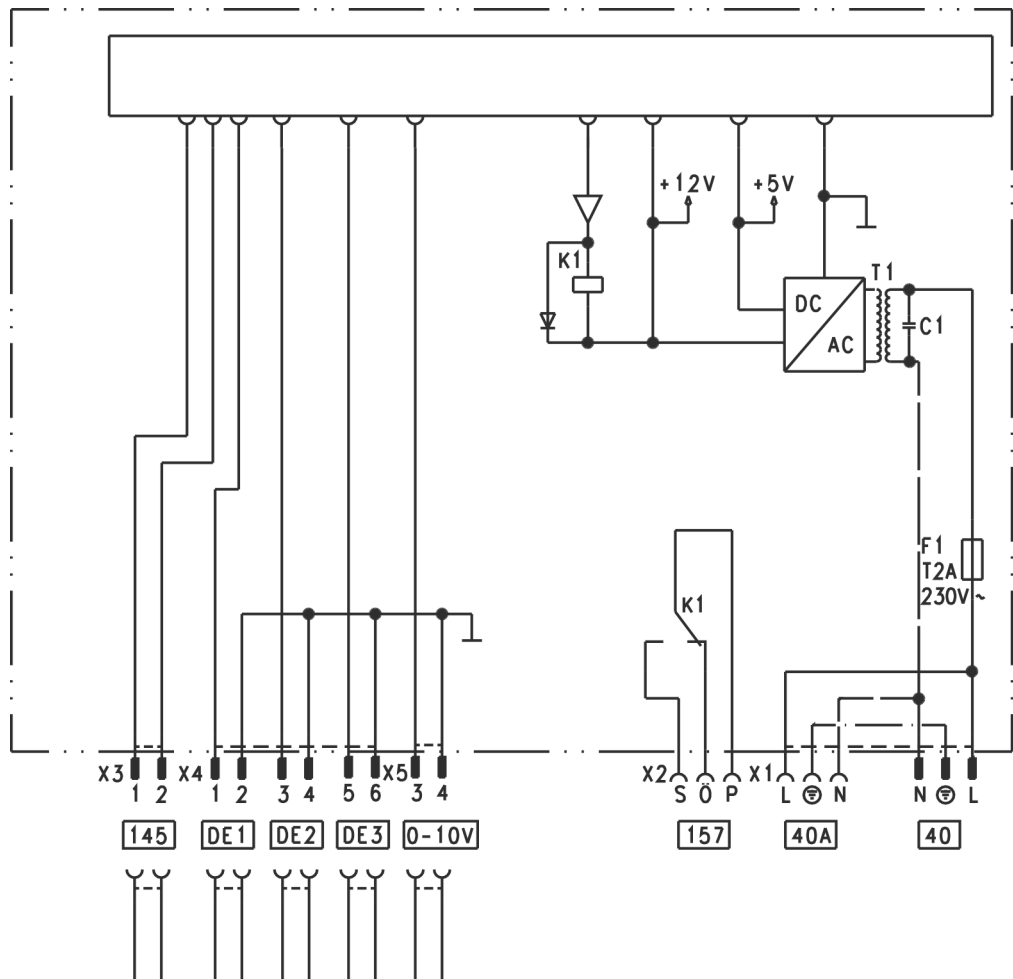 +12V +5V
K1 T1
DC
C1
AC
F1
T2A
K1 230V~
X3 X4 X5 X2 X1
1 2 1 2 3 4 5 6 3 4 S Ö P L N N L
145 DE1 DE2 DE3 0-10V 157 40A 40